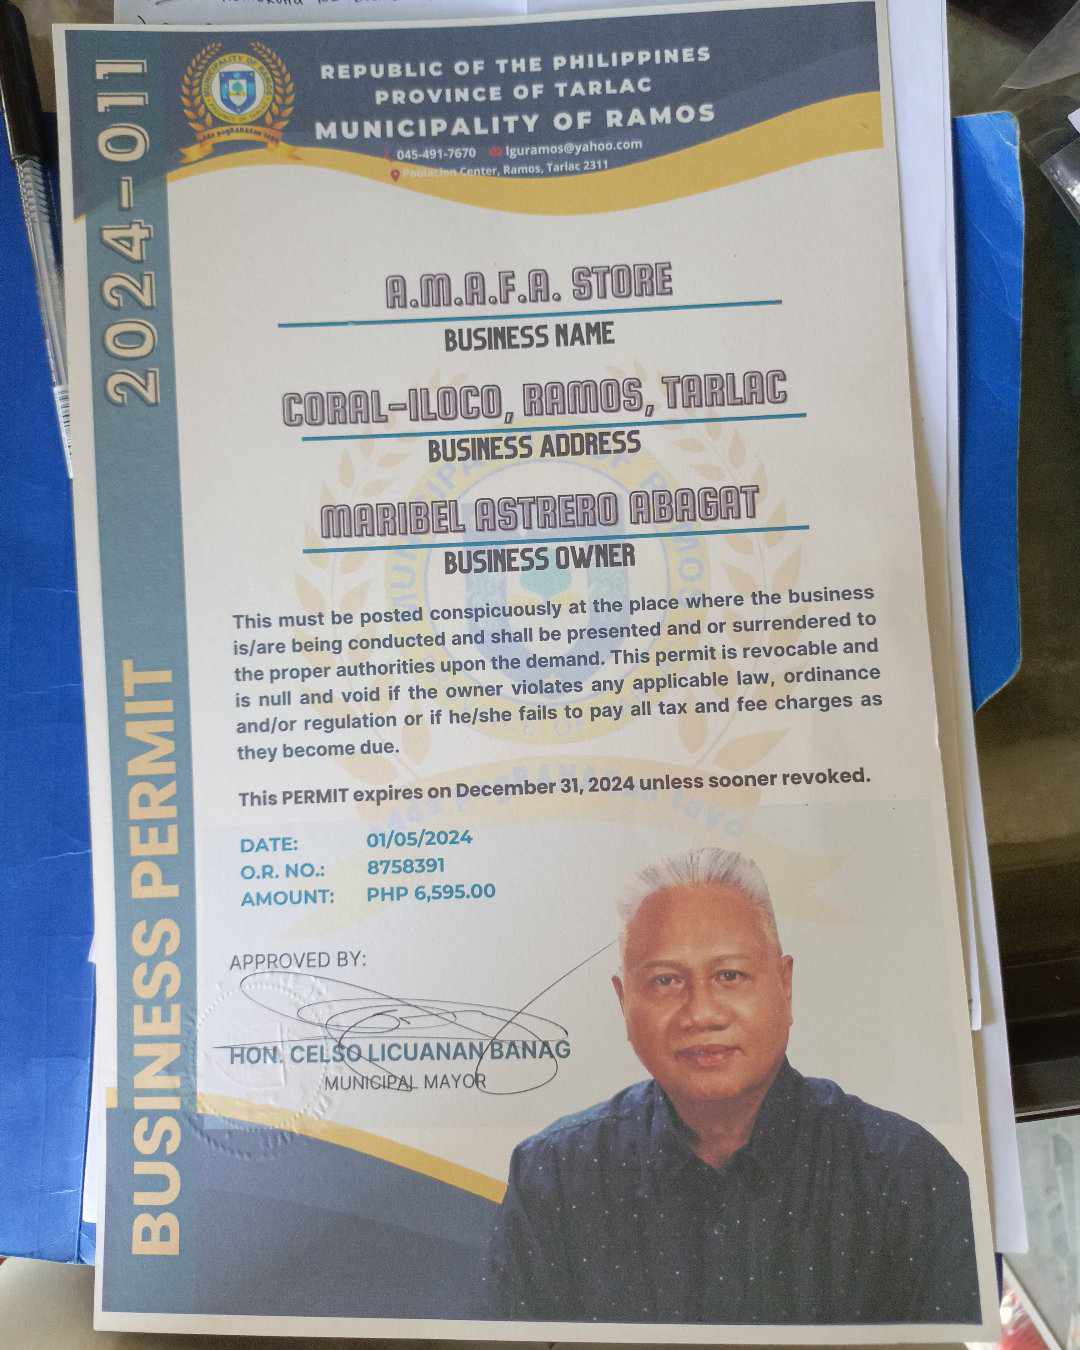 2024-011
BUSINESS PERMIT
MUNICIPALITY OF RAMOS
REPUBLIC OF THE PHILIPPINES
PROVINCE OF TARLAC
MUNICIPALITY OF RAMOS
045-491-7670 lguramos@yahoo.com
Poblacion Center, Ramos, Tarlac 2311
A.M.A.F.A. STORE
BUSINESS NAME
CORAL-ILOCO, RAMOS, TARLAC
BUSINESS ADDRESS
MARIBEL ASTRERO ABAGAT
BUSINESS OWNER
This must be posted conspicuously at the place where the business
is/are being conducted and shall be presented and or surrendered to
the proper authorities upon the demand. This permit is revocable and
is null and void if the owner violates any applicable law, ordinance
and/or regulation or if he/she fails to pay all tax and fee charges as
they become due.
This PERMIT expires on December 31, 2024 unless sooner revoked.
DATE: 01/05/2024
O.R. NO.: 8758391
AMOUNT: PHP 6,595.00
APPROVED BY:
HON. CELSO LICUANAN BANAG
MUNICIPAL MAYOR